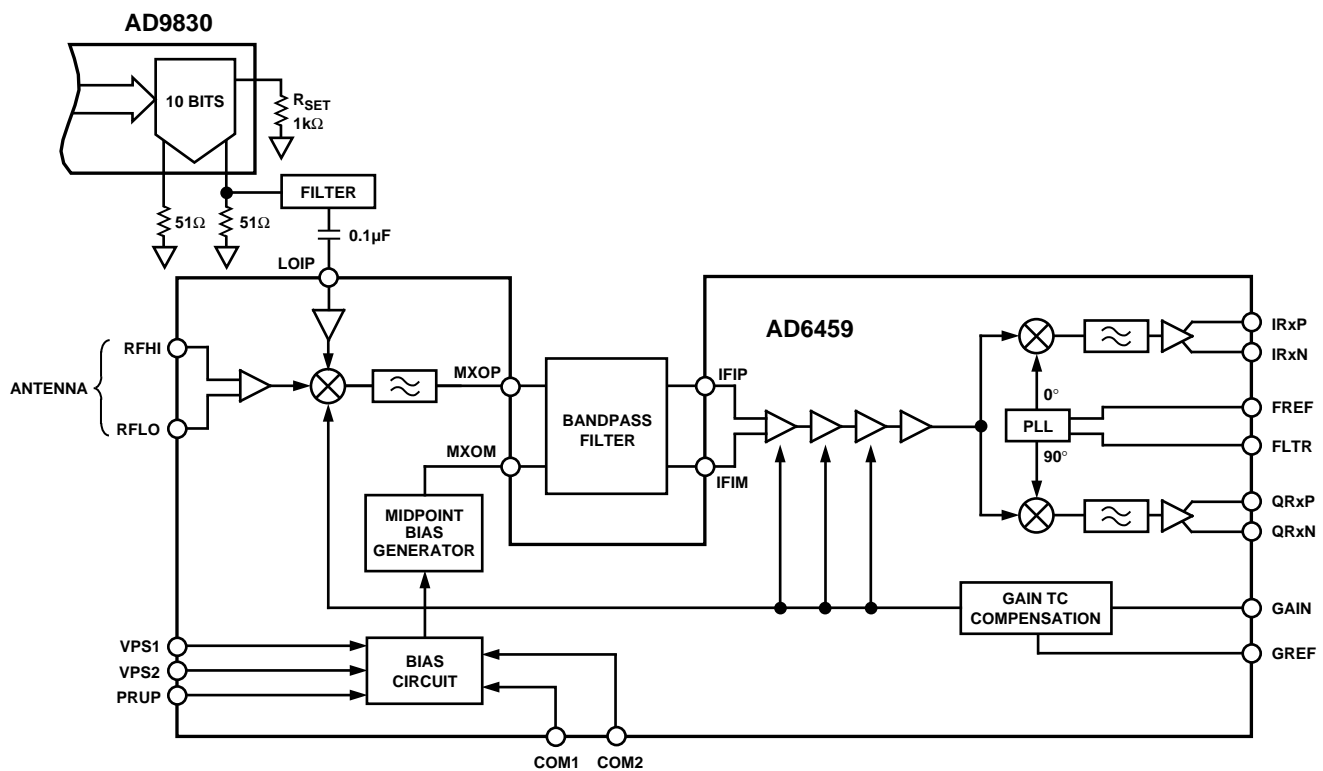 AD9830
10 BITS
RSET
1kΩ
FILTER
51Ω
51Ω
0.1µF
LOIP
AD6459
RFHI
ANTENNA
RFLO
MXOP
MXOM
BANDPASS
FILTER
IFIP
IFIM
0°
PLL
90°
IRxP
IRxN
FREF
FLTR
QRxP
QRxN
MIDPOINT
BIAS
GENERATOR
GAIN TC
COMPENSATION
GAIN
GREF
VPS1
VPS2
PRUP
BIAS
CIRCUIT
COM1
COM2